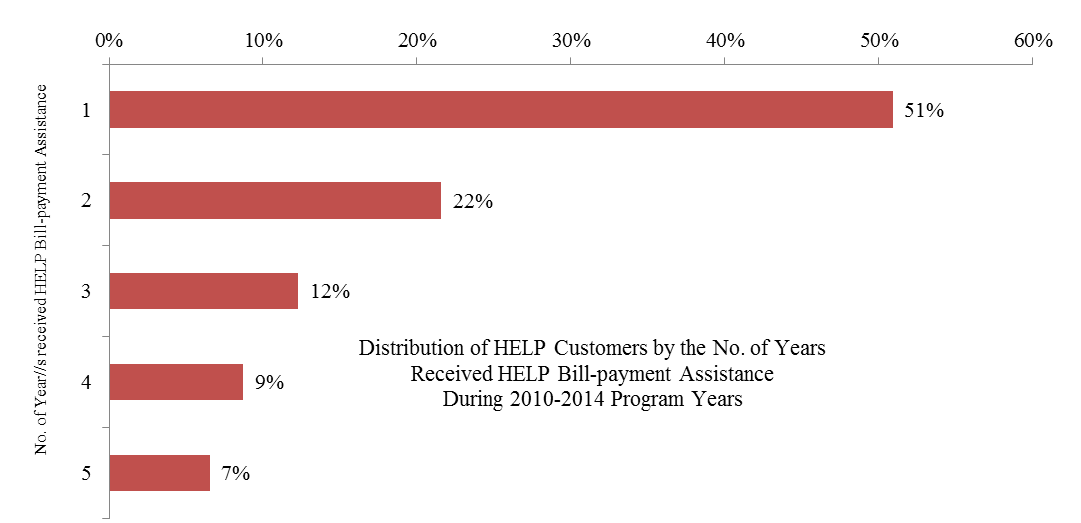 0% 10% 20% 30% 40% 50% 60%
No. of Year//s received HELP Bill-payment Assistance
1 51%
2 22%
3 12%
Distribution of HELP Customers by the No. of Years
Received HELP Bill-payment Assistance
During 2010-2014 Program Years
4 9%
5 7%